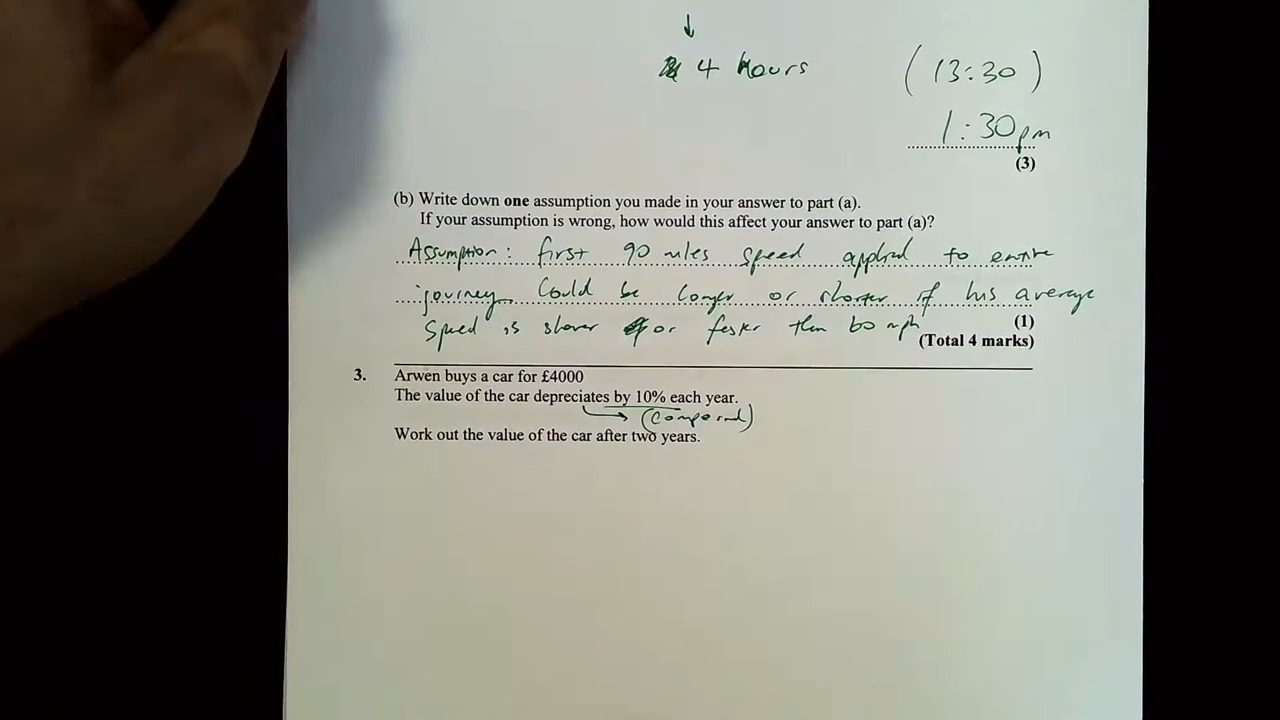 ↓
4 hours
(13:30)
1:30pm
(3)
(b) Write down one assumption you made in your answer to part (a).
If your assumption is wrong, how would this affect your answer to part (a)?
Assumption: first 90 miles speed applied to entire
journey. Could be longer or shorter if his average
speed is slower or faster than 60 mph
(1)
(Total 4 marks)
3. Arwen buys a car for £4000
The value of the car depreciates by 10% each year.
(compound)
Work out the value of the car after two years.